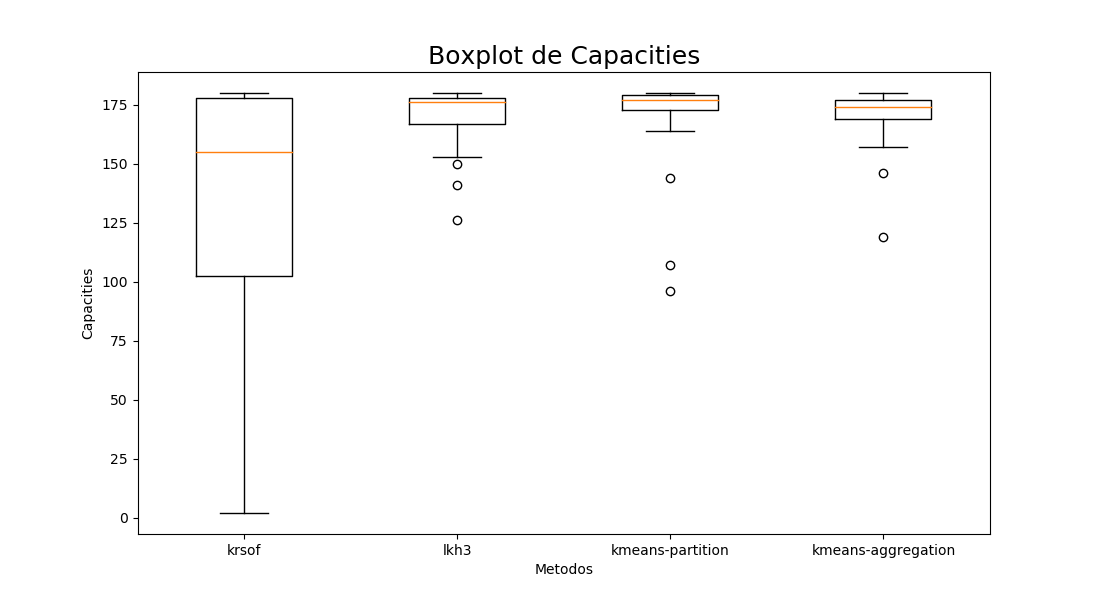 Boxplot de Capacities
175
150
125
100
75
50
25
0
Capacities
krsof lkh3 kmeans-partition kmeans-aggregation
Metodos